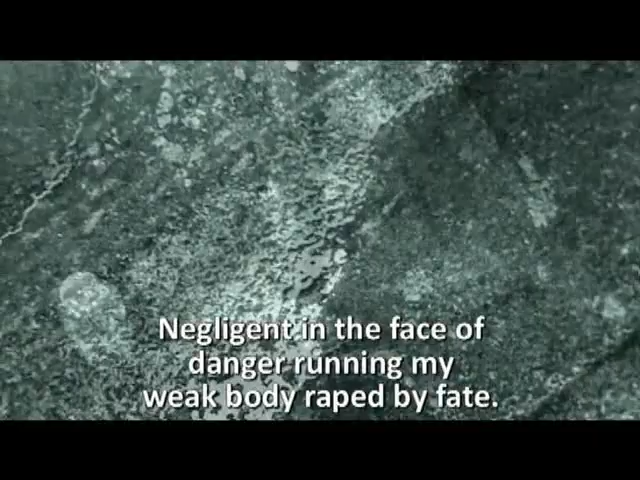 Negligent in the face of
danger running my
weak body raped by fate.